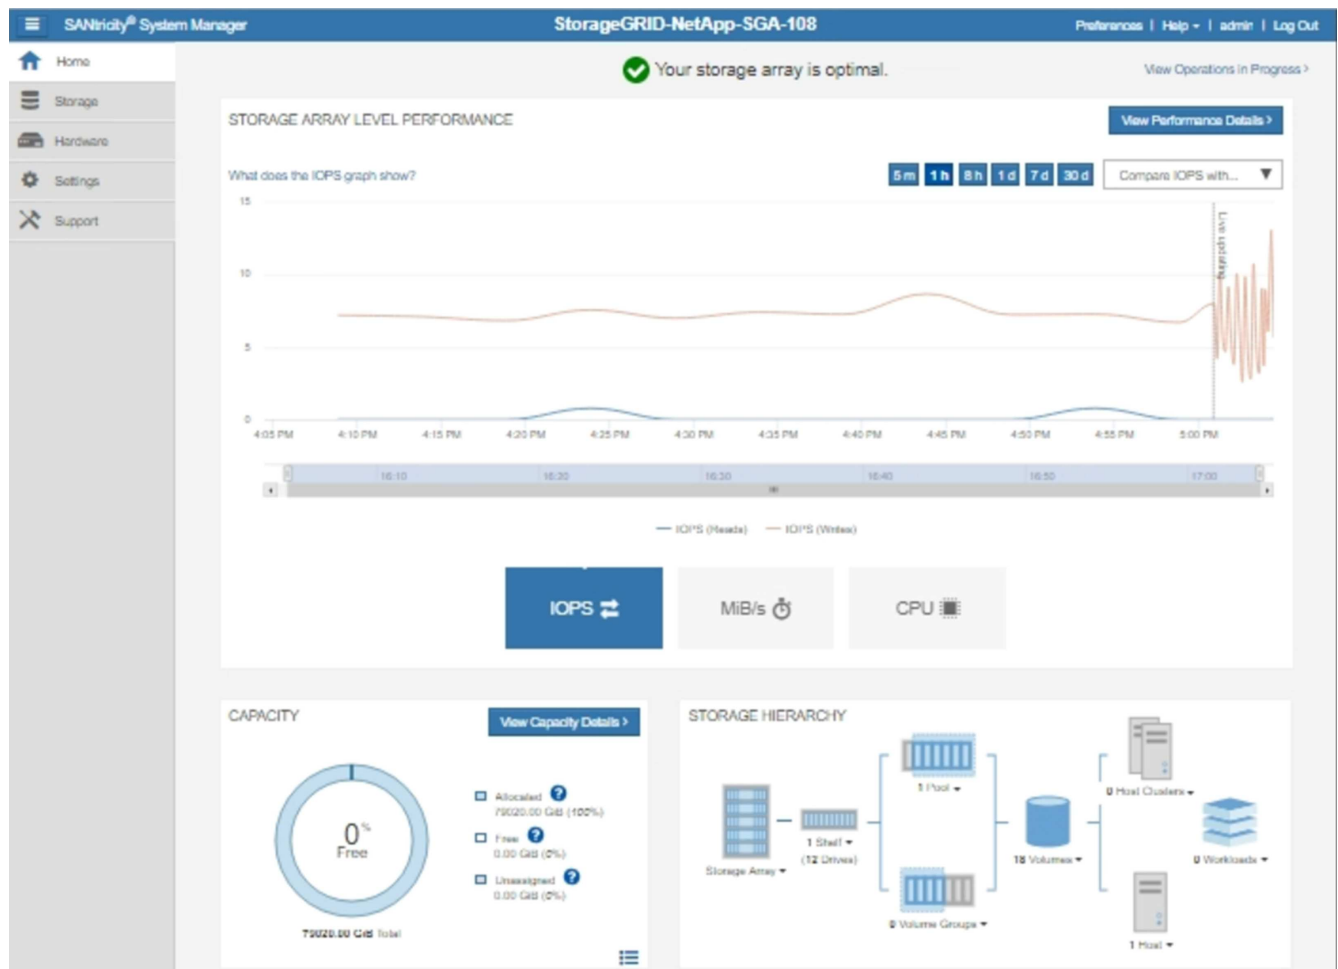 SANtricity® System Manager
StorageGRID-NetApp-SGA-108
Preferences | Help | admin | Log Out
Home
Storage
Hardware
Settings
Support
Your storage array is optimal.
View Operations in Progress >
STORAGE ARRAY LEVEL PERFORMANCE
View Performance Details >
What does the IOPS graph show?
5 m 1 h 8 h 1 d 7 d 30 d
Compare IOPS with...
15
10
5
0
Live updating
4:05 PM 4:10 PM 4:15 PM 4:20 PM 4:25 PM 4:30 PM 4:35 PM 4:40 PM 4:45 PM 4:50 PM 4:55 PM 5:00 PM
16:10 16:20 16:30 16:40 16:50 17:00
IOPS (Reads) IOPS (Writes)
IOPS
MiB/s
CPU
CAPACITY
View Capacity Details >
0%
Free
79020.00 GiB Total
Allocated ?
79020.00 GiB (100%)
Free ?
0.00 GiB (0%)
Unassigned ?
0.00 GiB (0%)
STORAGE HIERARCHY
Storage Array
1 Shelf
(12 Drives)
1 Pool
0 Volume Groups
18 Volumes
0 Host Clusters
1 Host
0 Workloads